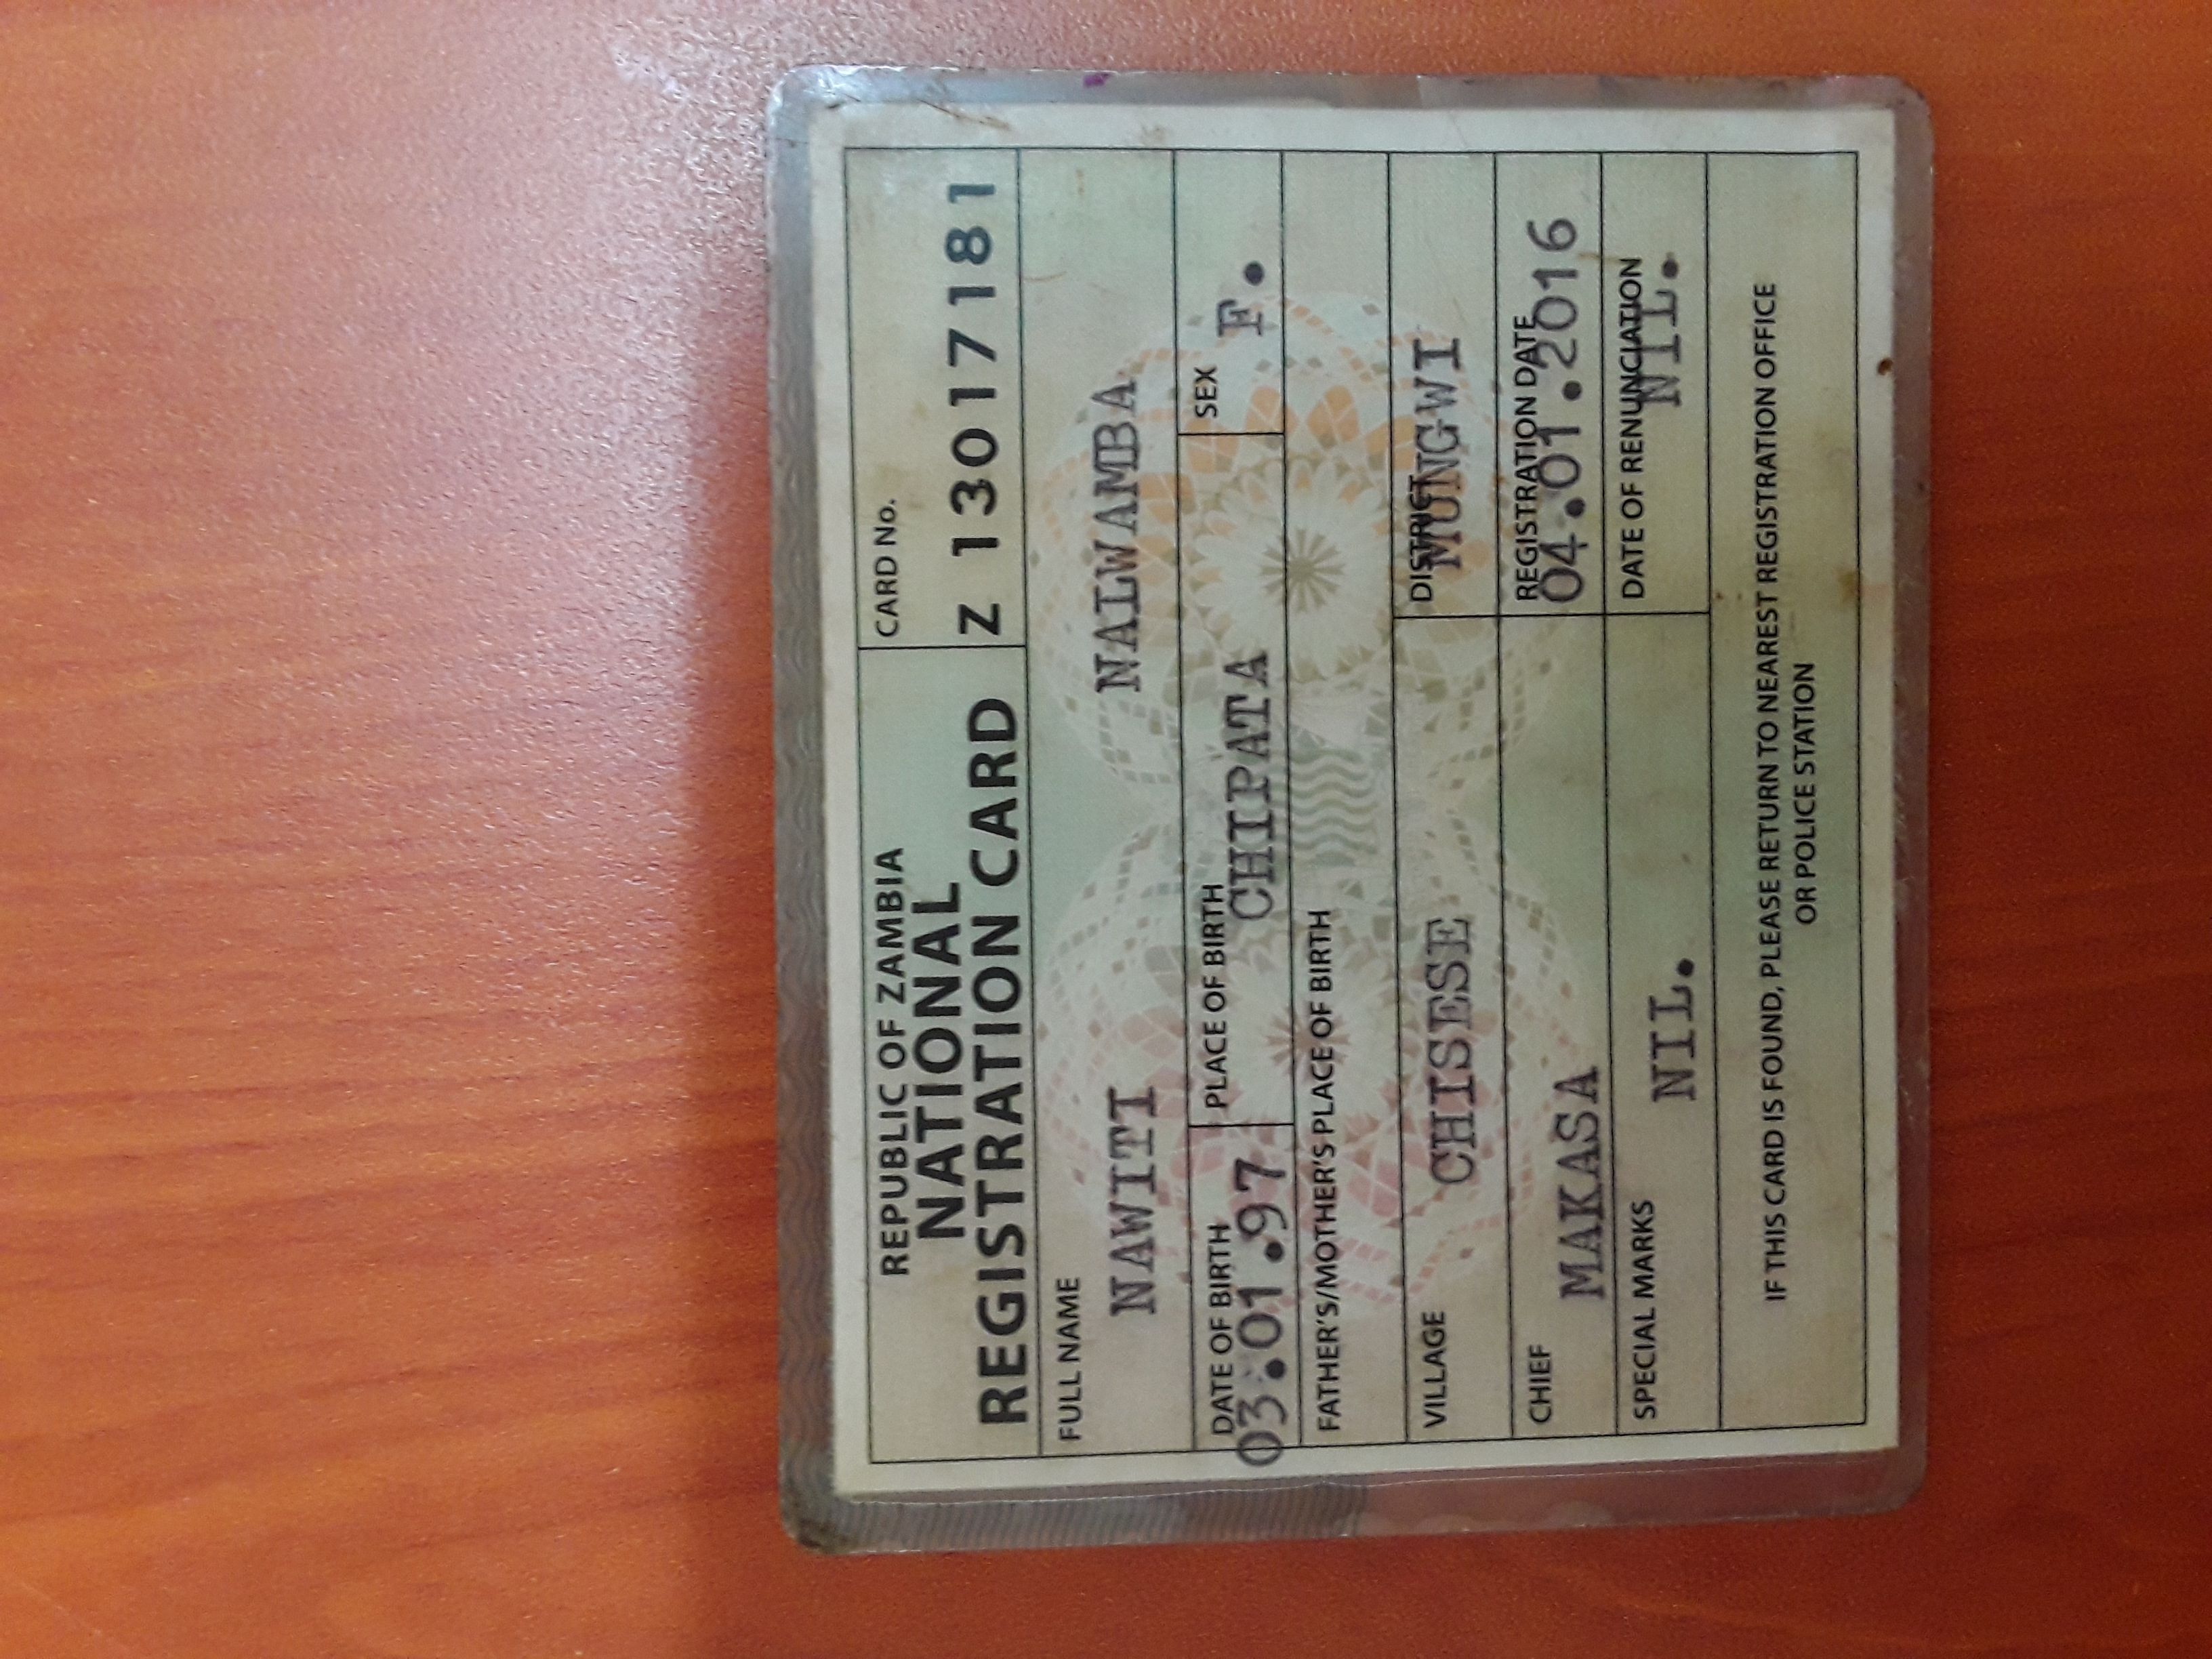 REPUBLIC OF ZAMBIA
NATIONAL
REGISTRATION CARD
CARD No.
Z 13017181
FULL NAME
NAWITI NALWAMBA
DATE OF BIRTH
03.01.97
PLACE OF BIRTH
CHIPATA
SEX
F.
FATHER'S/MOTHER'S PLACE OF BIRTH
VILLAGE
CHISESE
DISTRICT
MUNGWI
CHIEF
MAKASA
REGISTRATION DATE
04.01.2016
SPECIAL MARKS
NIL.
DATE OF RENUNCIATION
NIL.
IF THIS CARD IS FOUND, PLEASE RETURN TO NEAREST REGISTRATION OFFICE
OR POLICE STATION